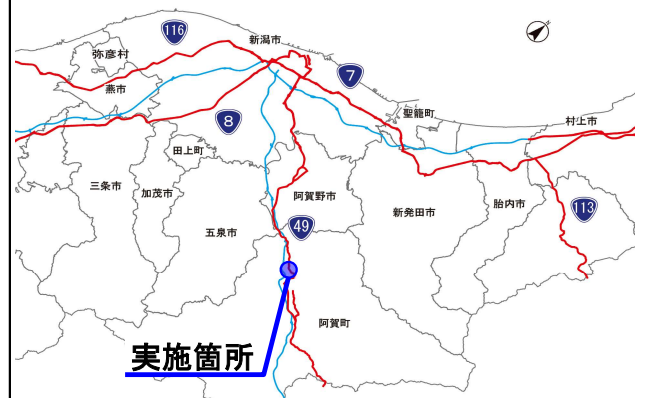 116
新潟市
弥彦村
7
燕市
聖籠町
8
村上市
田上町
三条市
加茂市
阿賀野市
胎内市
新発田市
113
五泉市
49
阿賀町
実施箇所